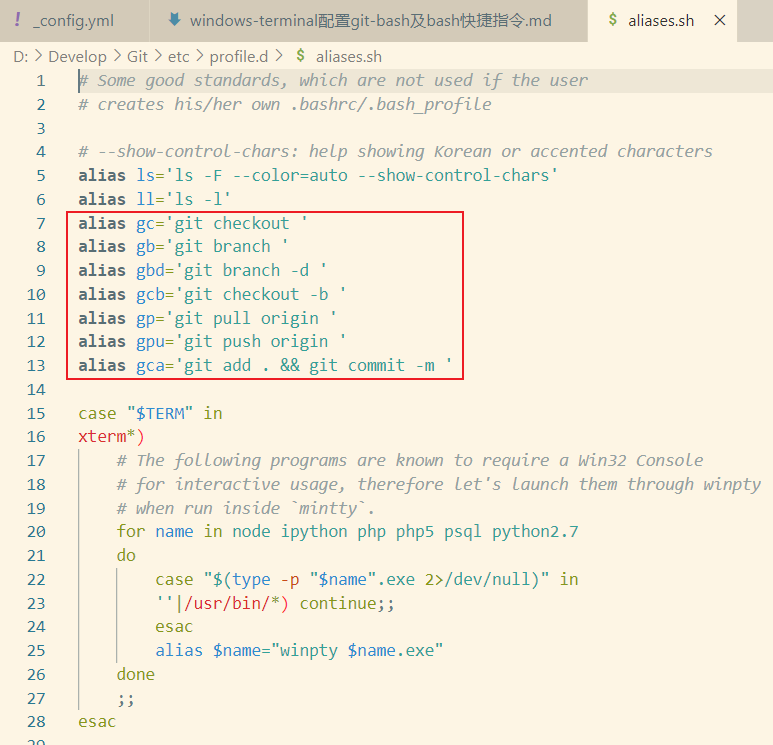 _config.yml
windows-terminal配置git-bash及bash快捷指令.md
aliases.sh
D: > Develop > Git > etc > profile.d > $ aliases.sh
1 # Some good standards, which are not used if the user
2 # creates his/her own .bashrc/.bash_profile
3
4 # --show-control-chars: help showing Korean or accented characters
5 alias ls='ls -F --color=auto --show-control-chars'
6 alias ll='ls -l'
7 alias gc='git checkout '
8 alias gb='git branch '
9 alias gbd='git branch -d '
10 alias gcb='git checkout -b '
11 alias gp='git pull origin '
12 alias gpu='git push origin '
13 alias gca='git add . && git commit -m '
14
15 case "$TERM" in
16 xterm*)
17 # The following programs are known to require a Win32 Console
18 # for interactive usage, therefore let's launch them through winpty
19 # when run inside `mintty`.
20 for name in node ipython php php5 psql python2.7
21 do
22 case "$(type -p "$name".exe 2>/dev/null)" in
23 ''|/usr/bin/*) continue;;
24 esac
25 alias $name="winpty $name.exe"
26 done
27 ;;
28 esac